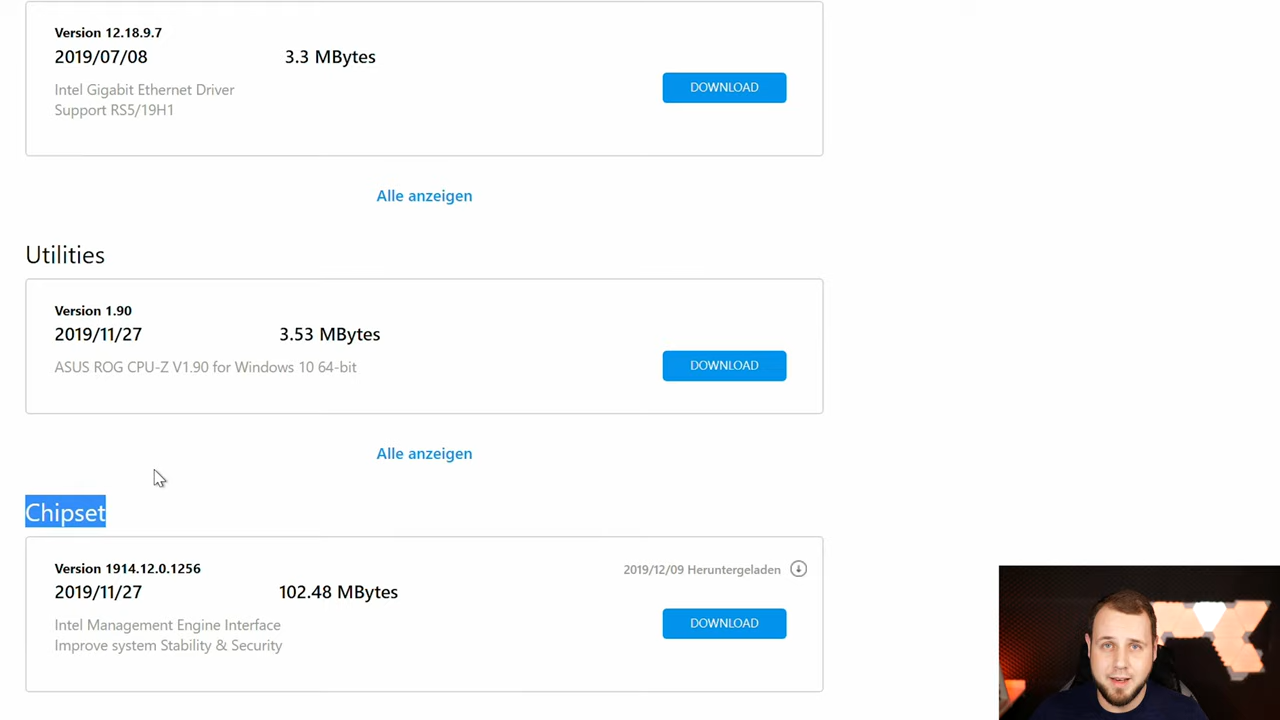 Version 12.18.9.7
2019/07/08 3.3 MBytes
Intel Gigabit Ethernet Driver
Support RS5/19H1
DOWNLOAD
Alle anzeigen
Utilities
Version 1.90
2019/11/27 3.53 MBytes
ASUS ROG CPU-Z V1.90 for Windows 10 64-bit
DOWNLOAD
Alle anzeigen
Chipset
Version 1914.12.0.1256
2019/12/09 Heruntergeladen
2019/11/27 102.48 MBytes
Intel Management Engine Interface
Improve system Stability & Security
DOWNLOAD